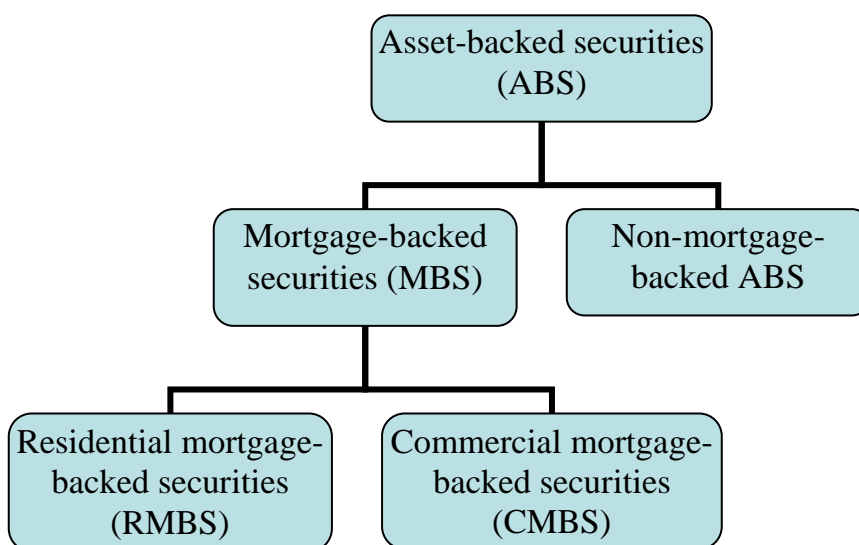 Asset-backed securities
(ABS)
Mortgage-backed
securities (MBS)
Non-mortgage-
backed ABS
Residential mortgage-
backed securities
(RMBS)
Commercial mortgage-
backed securities
(CMBS)